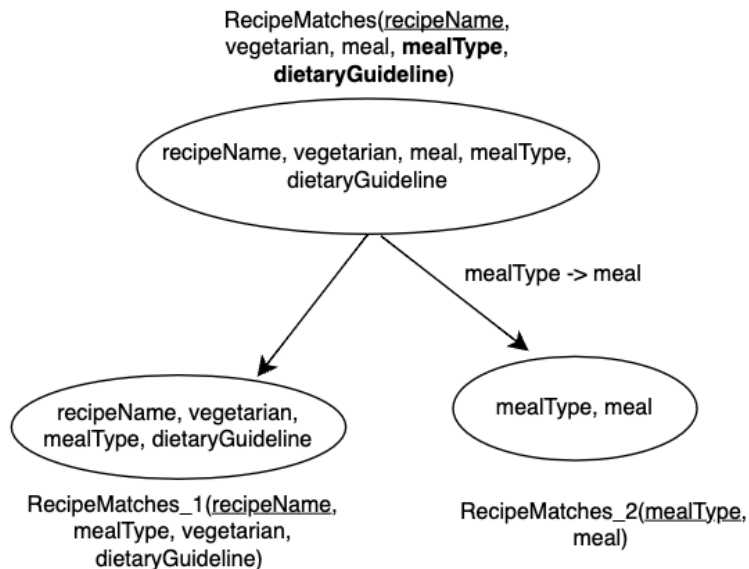 RecipeMatches(recipeName,
vegetarian, meal, mealType,
dietaryGuideline)
recipeName, vegetarian, meal, mealType,
dietaryGuideline
mealType -> meal
recipeName, vegetarian,
mealType, dietaryGuideline
mealType, meal
RecipeMatches_1(recipeName,
mealType, vegetarian,
dietaryGuideline)
RecipeMatches_2(mealType,
meal)